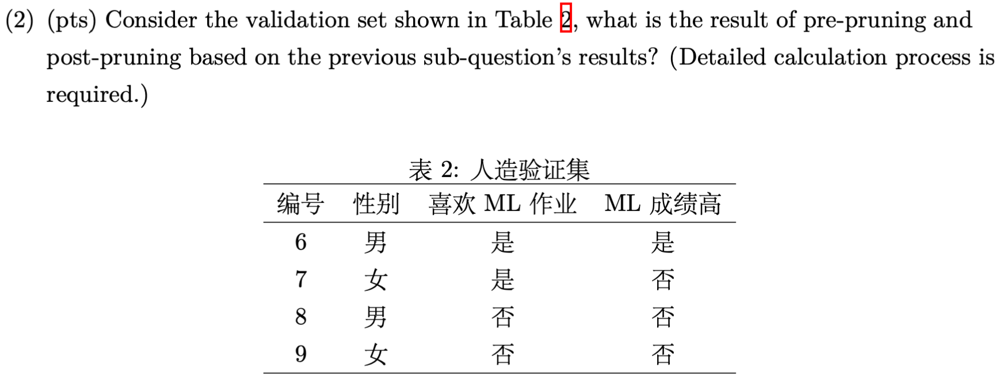 (2) (pts) Consider the validation set shown in Table 2, what is the result of pre-pruning and
post-pruning based on the previous sub-question's results? (Detailed calculation process is
required.)
表 2: 人造验证集
编号 性别 喜欢 ML 作业 ML 成绩高
6 男 是 是
7 女 是 否
8 男 否 否
9 女 否 否